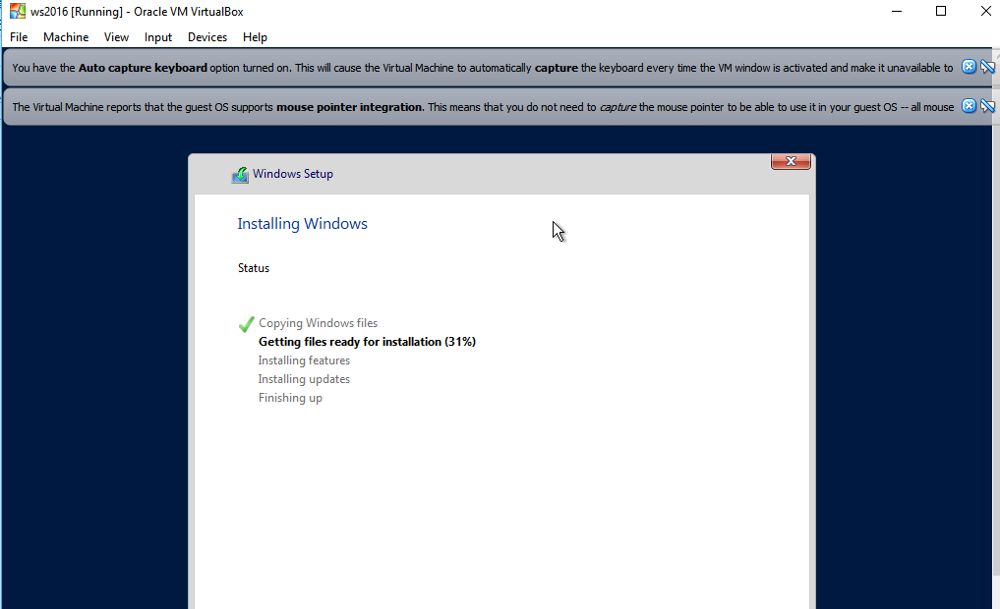 ws2016 [Running] - Oracle VM VirtualBox
File Machine View Input Devices Help
You have the Auto capture keyboard option turned on. This will cause the Virtual Machine to automatically capture the keyboard every time the VM window is activated and make it unavailable to
The Virtual Machine reports that the guest OS supports mouse pointer integration. This means that you do not need to capture the mouse pointer to be able to use it in your guest OS -- all mouse
Windows Setup
Installing Windows
Status
Copying Windows files
Getting files ready for installation (31%)
Installing features
Installing updates
Finishing up